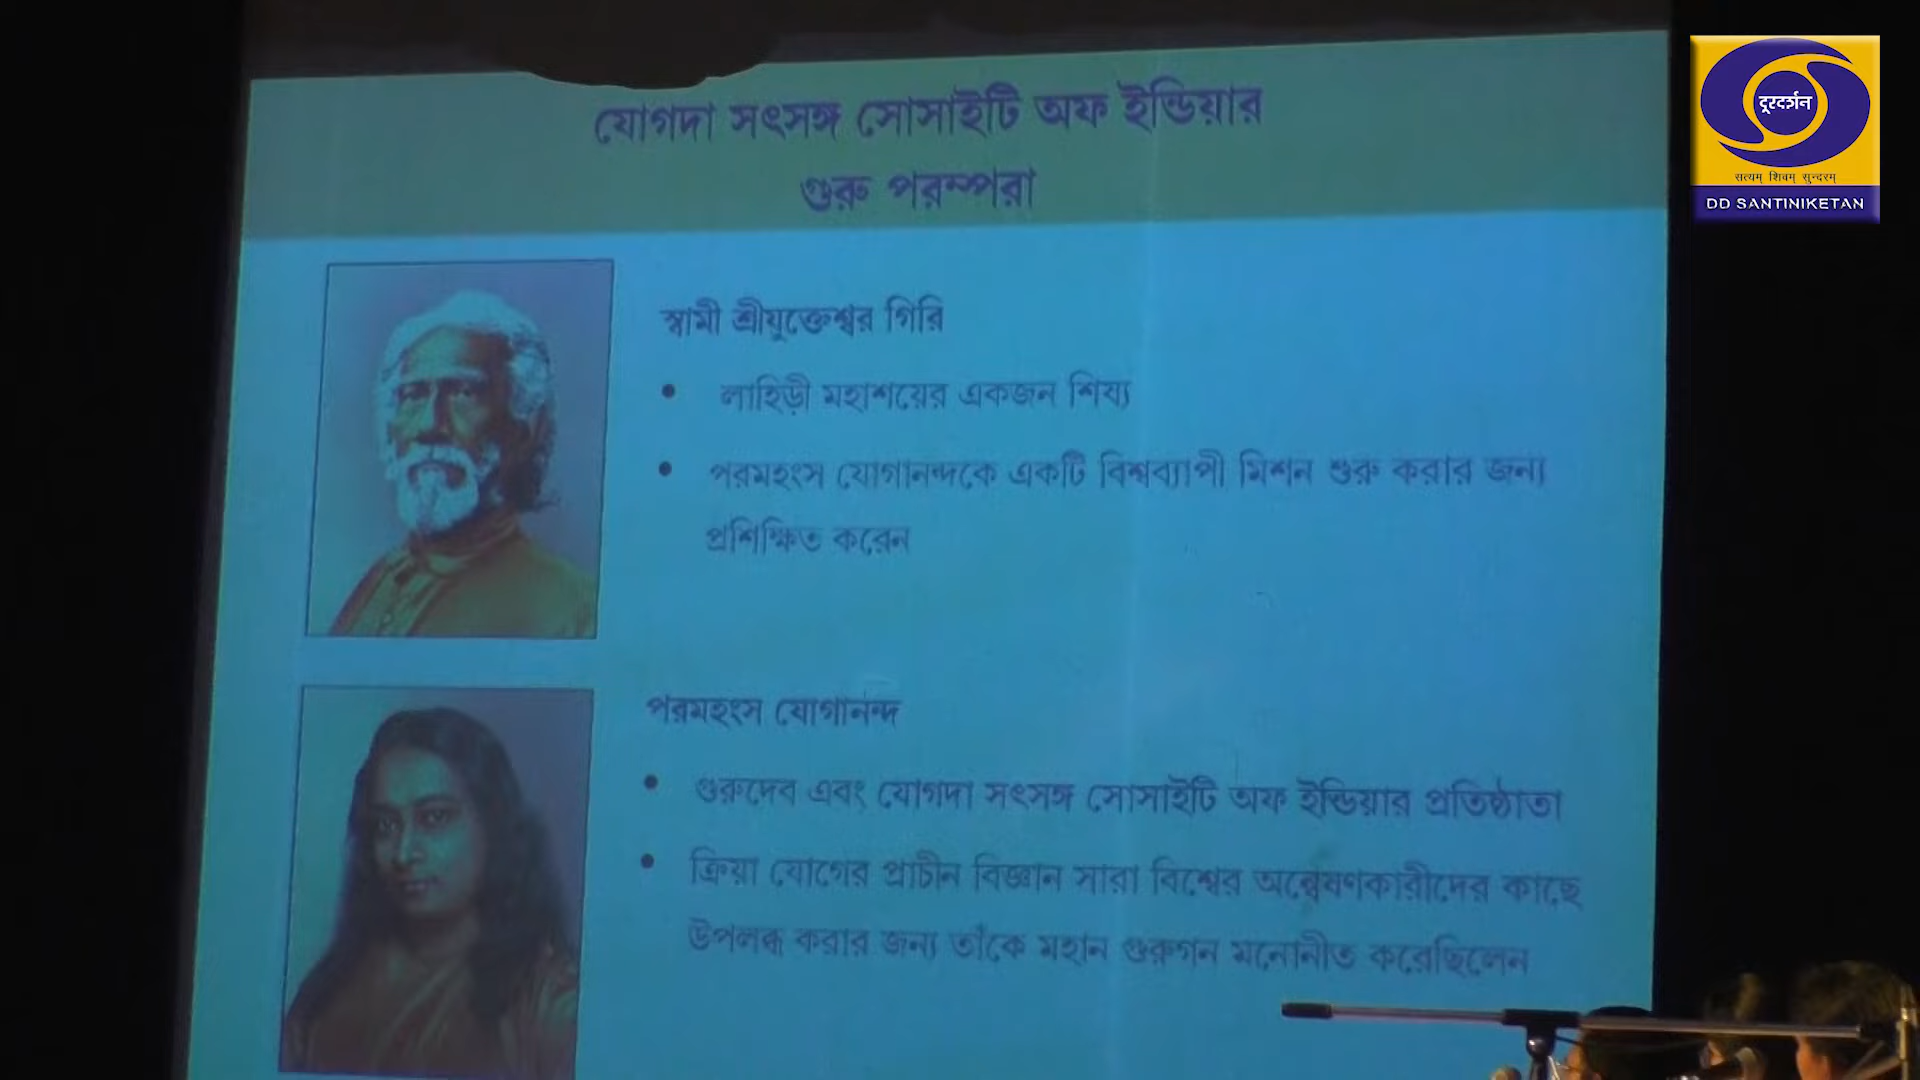 যোগদা সৎসঙ্গ সোসাইটি অফ ইন্ডিয়ার
গুরু পরম্পরা
दूरदर्शन
सत्यम् शिवम् सुन्दरम्
DD SANTINIKETAN
স্বামী শ্রীযুক্তেশ্বর গিরি
• লাহিড়ী মহাশয়ের একজন শিষ্য
• পরমহংস যোগানন্দকে একটি বিশ্বব্যাপী মিশন শুরু করার জন্য
প্রশিক্ষিত করেন
পরমহংস যোগানন্দ
• গুরুদেব এবং যোগদা সৎসঙ্গ সোসাইটি অফ ইন্ডিয়ার প্রতিষ্ঠাতা
• ক্রিয়া যোগের প্রাচীন বিজ্ঞান সারা বিশ্বের অন্বেষণকারীদের কাছে
উপলব্ধ করার জন্য তাঁকে মহান গুরুগন মনোনীত করেছিলেন